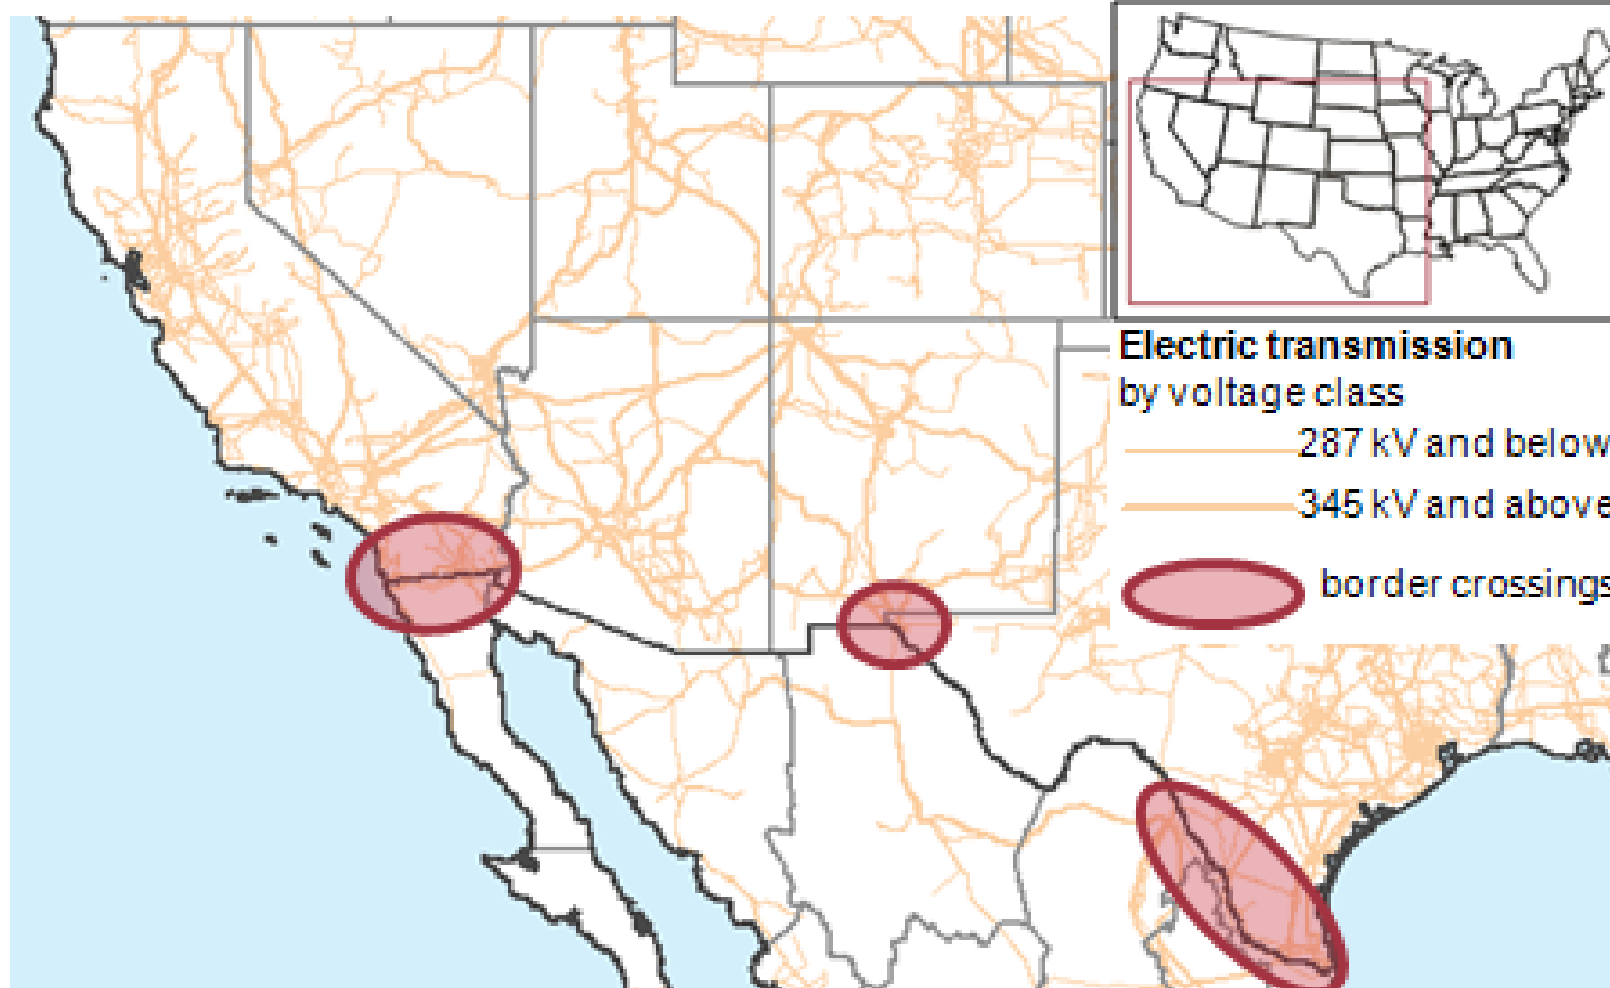 Electric transmission
by voltage class
287 kV and below
345 kV and above
border crossings